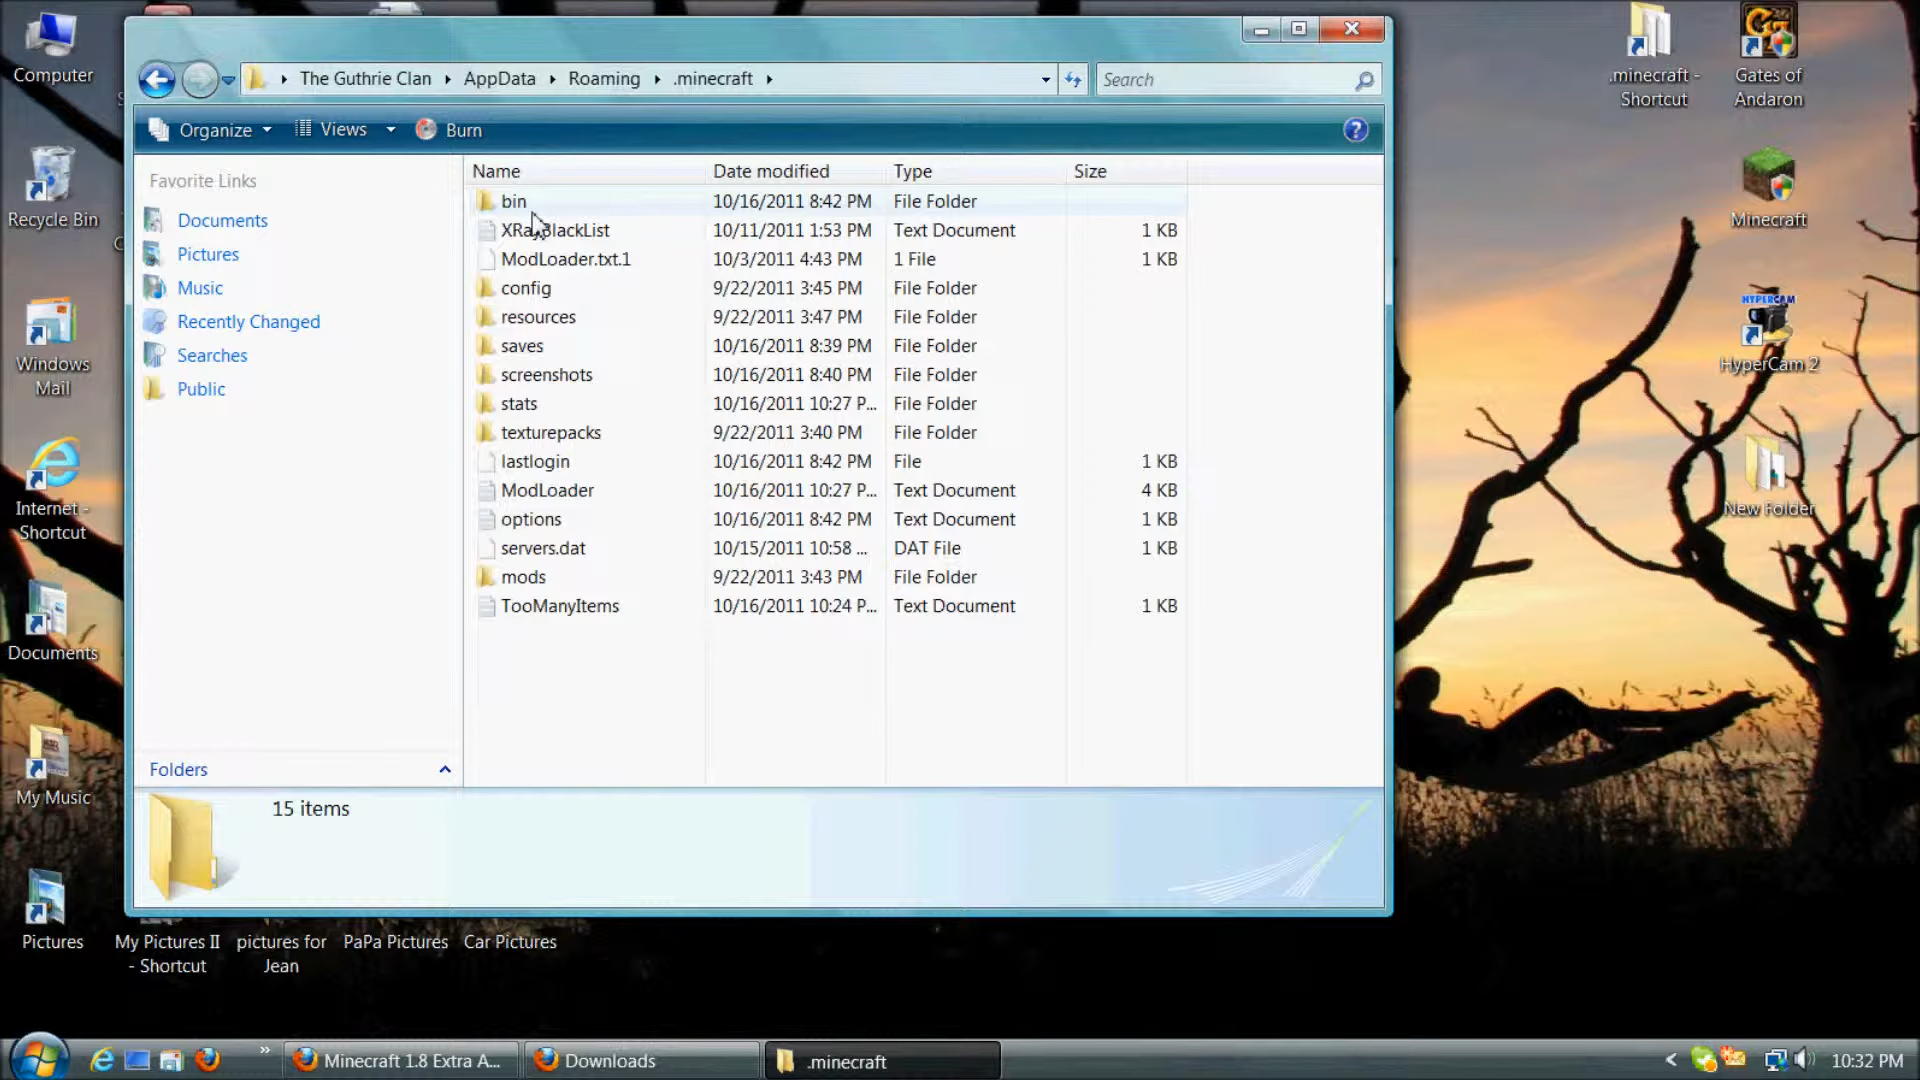 Computer
Recycle Bin
Windows
Mail
Internet -
Shortcut
Documents
My Music
Pictures
The Guthrie Clan
AppData
Roaming
.minecraft
Search
Organize
Views
Burn
?
Favorite Links
Documents
Pictures
Music
Recently Changed
Searches
Public
Folders
Name Date modified Type Size
bin 10/16/2011 8:42 PM File Folder
XRayBlackList 10/11/2011 1:53 PM Text Document 1 KB
ModLoader.txt.1 10/3/2011 4:43 PM 1 File 1 KB
config 9/22/2011 3:45 PM File Folder
resources 9/22/2011 3:47 PM File Folder
saves 10/16/2011 8:39 PM File Folder
screenshots 10/16/2011 8:40 PM File Folder
stats 10/16/2011 10:27 P... File Folder
texturepacks 9/22/2011 3:40 PM File Folder
lastlogin 10/16/2011 8:42 PM File 1 KB
ModLoader 10/16/2011 10:27 P... Text Document 4 KB
options 10/16/2011 8:42 PM Text Document 1 KB
servers.dat 10/15/2011 10:58 ... DAT File 1 KB
mods 9/22/2011 3:43 PM File Folder
TooManyItems 10/16/2011 10:24 P... Text Document 1 KB
15 items
.minecraft -
Shortcut
Gates of
Andaron
Minecraft
HYPERCAM
HyperCam 2
New Folder
My Pictures II
- Shortcut
pictures for
Jean
PaPa Pictures
Car Pictures
Minecraft 1.8 Extra A...
Downloads
.minecraft
10:32 PM